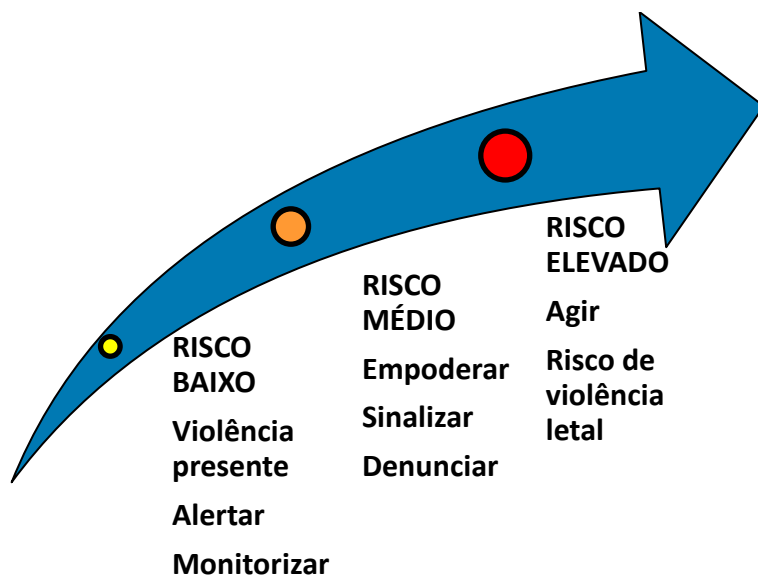 RISCO
BAIXO
Violência
presente
Alertar
Monitorizar
RISCO
MÉDIO
Empoderar
Sinalizar
Denunciar
RISCO
ELEVADO
Agir
Risco de
violência
letal